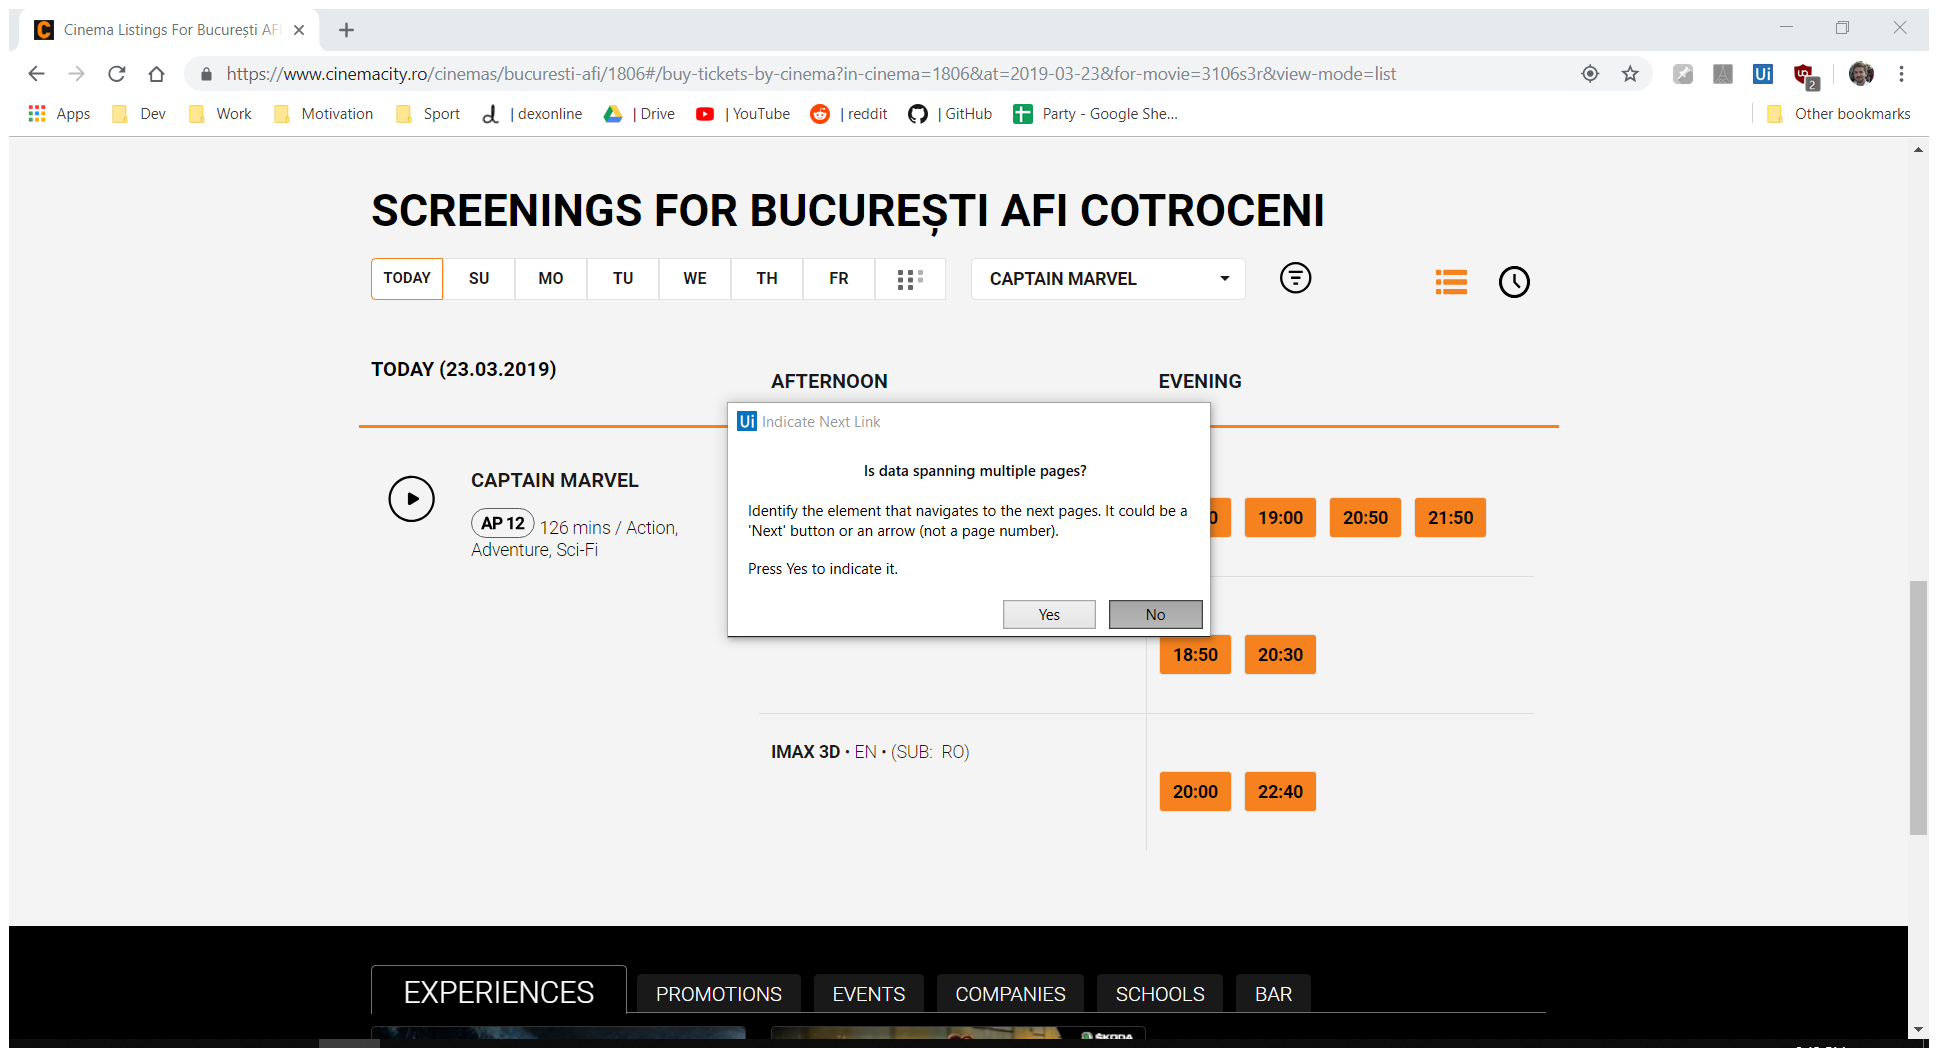 Cinema Listings For București AFI
https://www.cinemacity.ro/cinemas/bucuresti-afi/1806#/buy-tickets-by-cinema?in-cinema=1806&at=2019-03-23&for-movie=3106s3r&view-mode=list
Ui
2
Apps Dev Work Motivation Sport | dexonline | Drive | YouTube | reddit | GitHub Party - Google She... Other bookmarks
SCREENINGS FOR BUCUREȘTI AFI COTROCENI
TODAY SU MO TU WE TH FR CAPTAIN MARVEL
TODAY (23.03.2019)
AFTERNOON EVENING
Ui Indicate Next Link
Is data spanning multiple pages?
Identify the element that navigates to the next pages. It could be a
'Next' button or an arrow (not a page number).
Press Yes to indicate it.
Yes No
CAPTAIN MARVEL
AP 12 126 mins / Action,
Adventure, Sci-Fi
0 19:00 20:50 21:50
18:50 20:30
IMAX 3D • EN • (SUB: RO)
20:00 22:40
EXPERIENCES PROMOTIONS EVENTS COMPANIES SCHOOLS BAR
ŠKODA